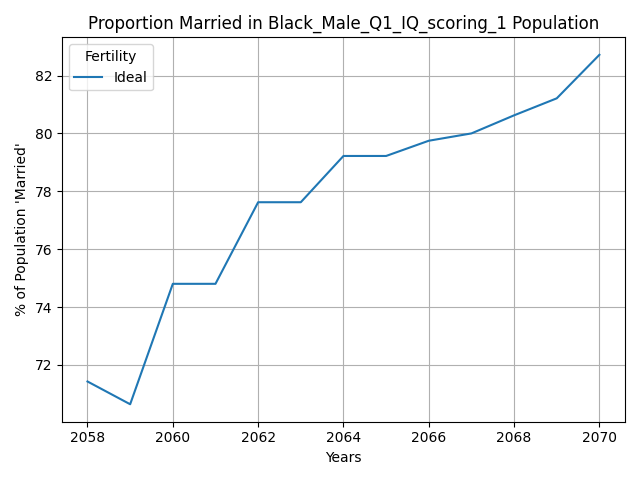 Proportion Married in Black_Male_Q1_IQ_scoring_1 Population
Fertility
Ideal
% of Population 'Married'
82
80
78
76
74
72
2058 2060 2062 2064 2066 2068 2070
Years